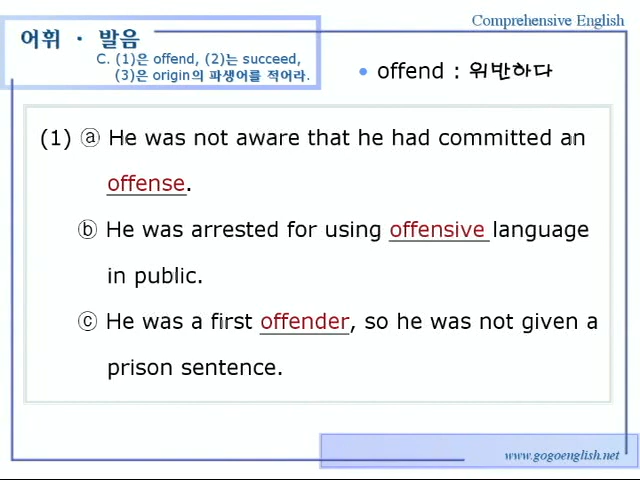 Comprehensive English
어휘 · 발음
C. (1)은 offend, (2)는 succeed,
(3)은 origin의 파생어를 적어라.
• offend : 위반하다
(1) ⓐ He was not aware that he had committed an
offense.
ⓑ He was arrested for using offensive language
in public.
ⓒ He was a first offender, so he was not given a
prison sentence.
www.gogoenglish.net